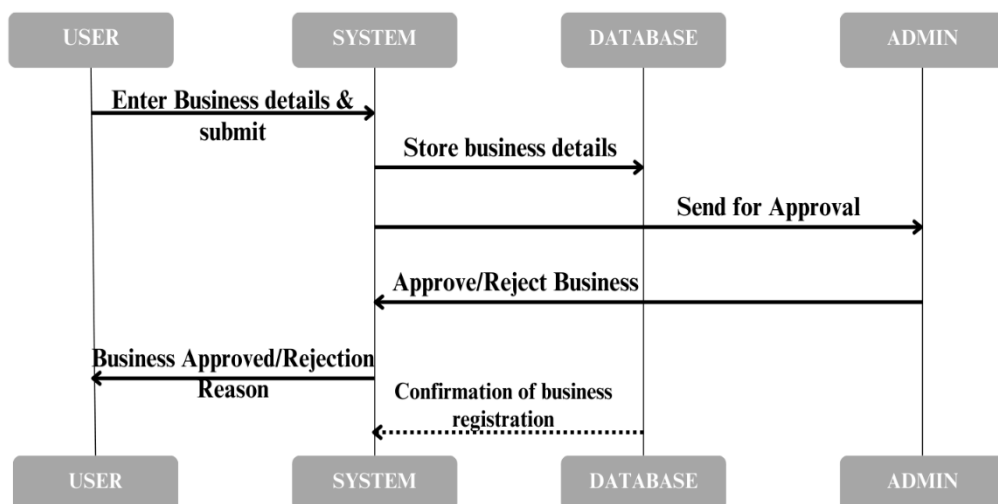 USER
SYSTEM
DATABASE
ADMIN
Enter Business details &
submit
Store business details
Send for Approval
Approve/Reject Business
Business Approved/Rejection
Reason
Confirmation of business
registration
USER
SYSTEM
DATABASE
ADMIN